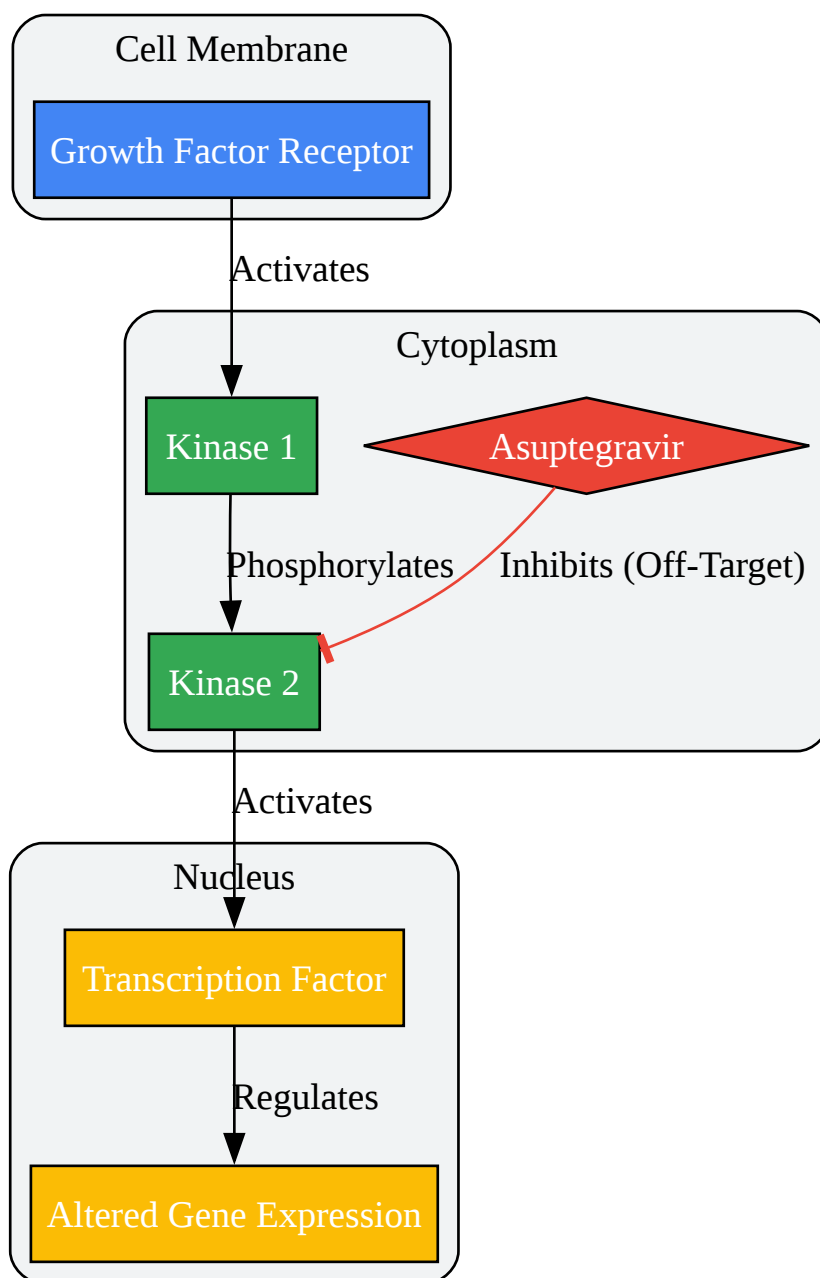 Cell Membrane
Growth Factor Receptor
Activates
Cytoplasm
Kinase 1
Asuptegravir
Phosphorylates
Inhibits (Off-Target)
Kinase 2
Activates
Nucleus
Transcription Factor
Regulates
Altered Gene Expression